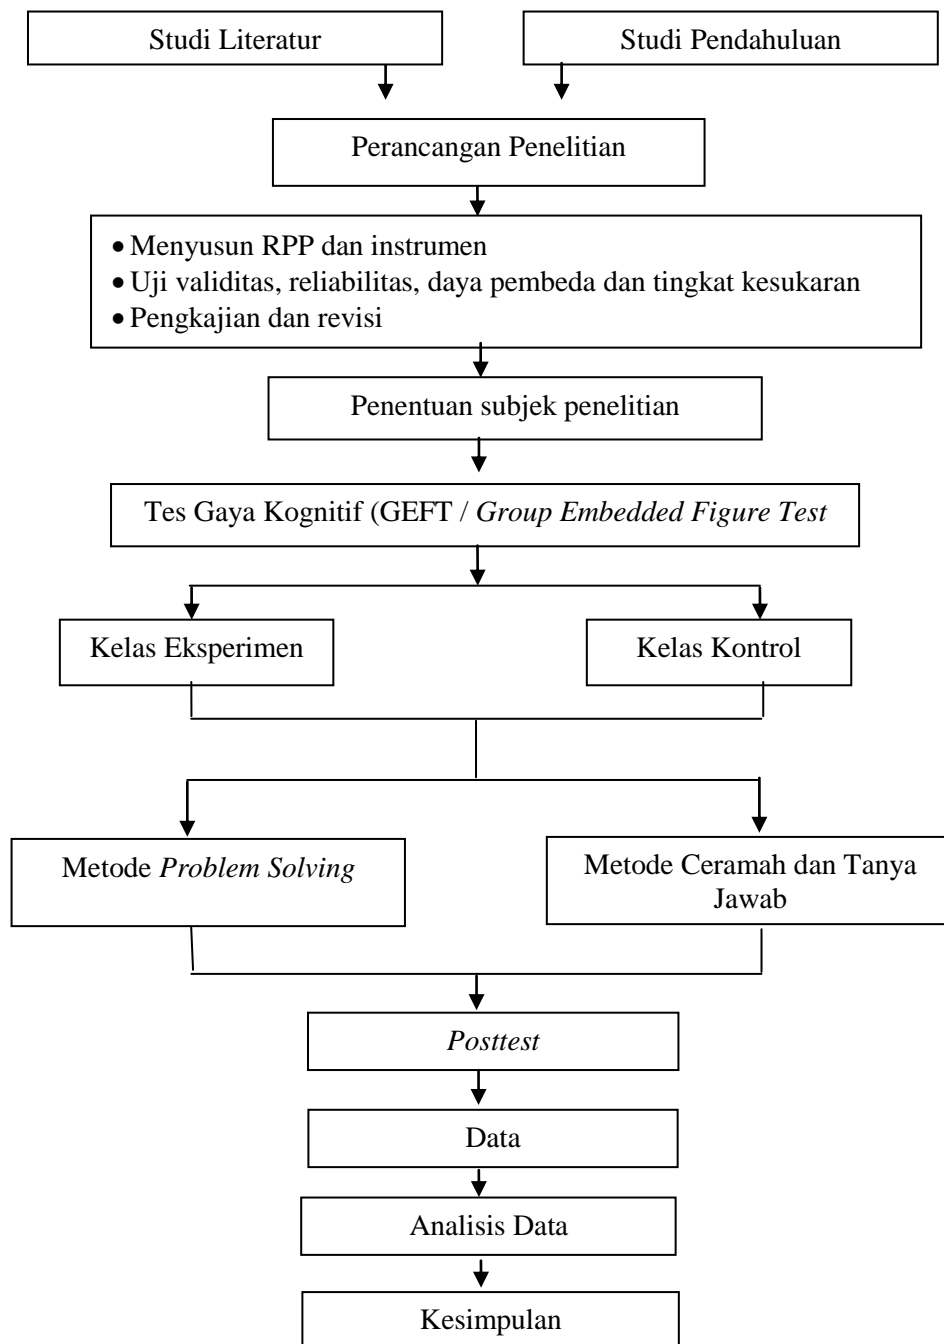 Studi Literatur
Studi Pendahuluan
Perancangan Penelitian
• Menyusun RPP dan instrumen
• Uji validitas, reliabilitas, daya pembeda dan tingkat kesukaran
• Pengkajian dan revisi
Penentuan subjek penelitian
Tes Gaya Kognitif (GEFT / Group Embedded Figure Test
Kelas Eksperimen
Kelas Kontrol
Metode Problem Solving
Metode Ceramah dan Tanya
Jawab
Posttest
Data
Analisis Data
Kesimpulan